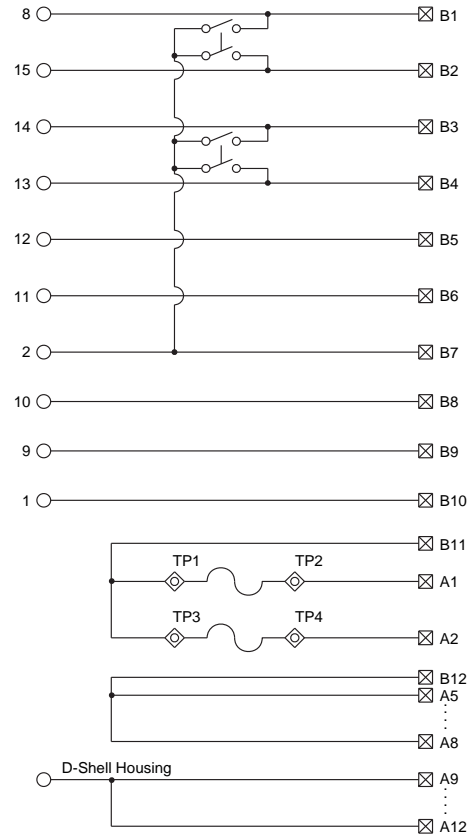 8 B1
15 B2
14 B3
13 B4
12 B5
11 B6
2 B7
10 B8
9 B9
1 B10
B11
TP1 TP2
A1
TP3 TP4
A2
B12
A5
A8
D-Shell Housing
A9
A12